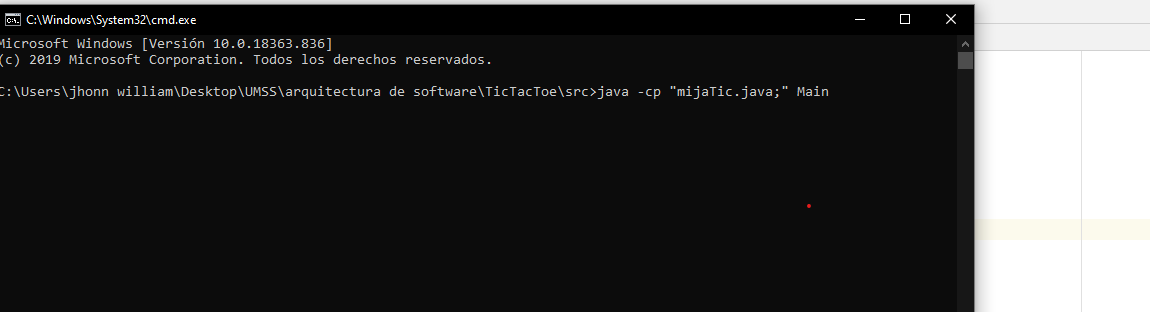 C:\Windows\System32\cmd.exe
Microsoft Windows [Versión 10.0.18363.836]
(c) 2019 Microsoft Corporation. Todos los derechos reservados.
C:\Users\jhonn william\Desktop\UMSS\arquitectura de software\TicTacToe\src>java -cp "mijaTic.java;" Main